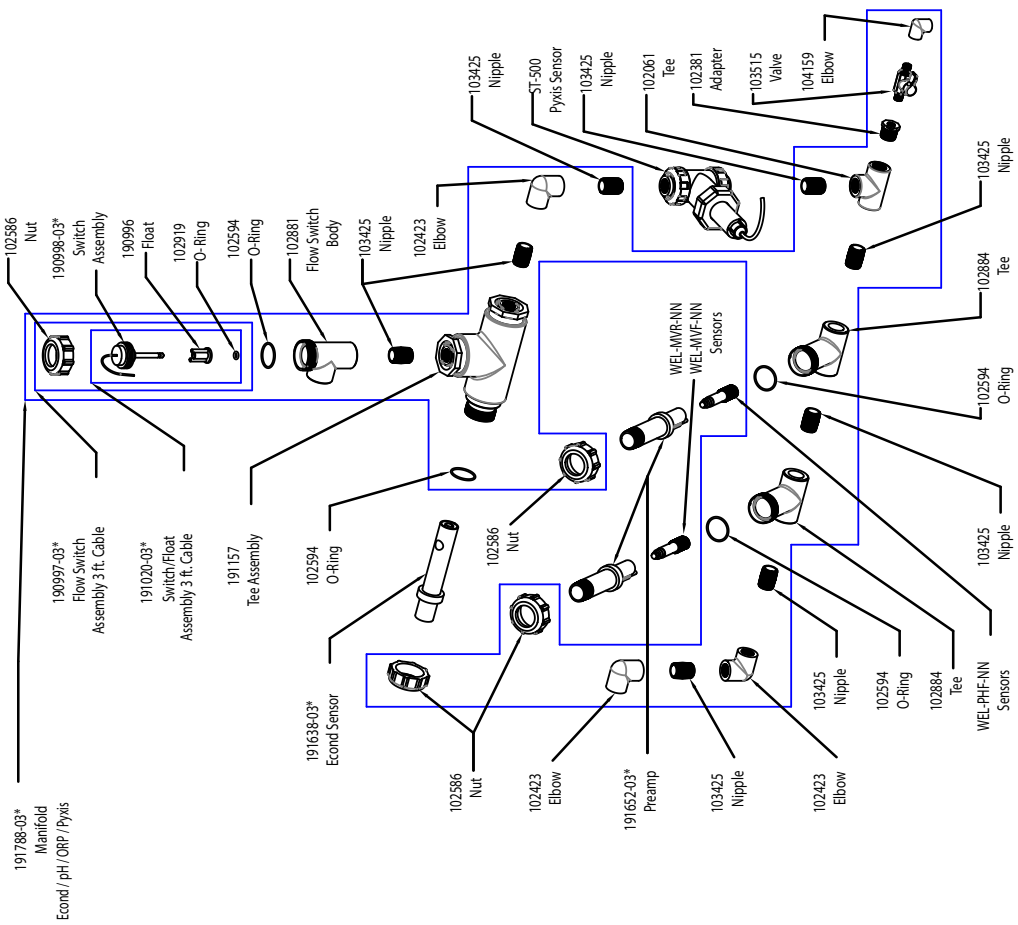 191788-03*
Manifold
Econd / pH / ORP / Pyxis
190997-03*
Flow Switch
Assembly 3 ft. Cable
191020-03*
Switch/Float
Assembly 3 ft. Cable
191157
Tee Assembly
102594
O-Ring
191638-03*
Econd Sensor
102586
Nut
102586
Nut
102423
Elbow
191652-03*
Preamp
103425
Nipple
102423
Elbow
102586
Nut
190998-03*
Switch
Assembly
190996
Float
102919
O- Ring
102594
O-Ring
102881
Flow Switch
Body
103425
Nipple
102423
Elbow
103425
Nipple
ST-500
Pyxis Sensor
103425
Nipple
102061
Tee
102381
Adapter
103515
Valve
104159
Elbow
WEL-MVR-NN
WEL-MVF-NN
Sensors
103425
Nipple
102884
Tee
102594
O-Ring
103425
Nipple
103425
Nipple
102594
O-Ring
102884
Tee
WEL-PHF-NN
Sensors